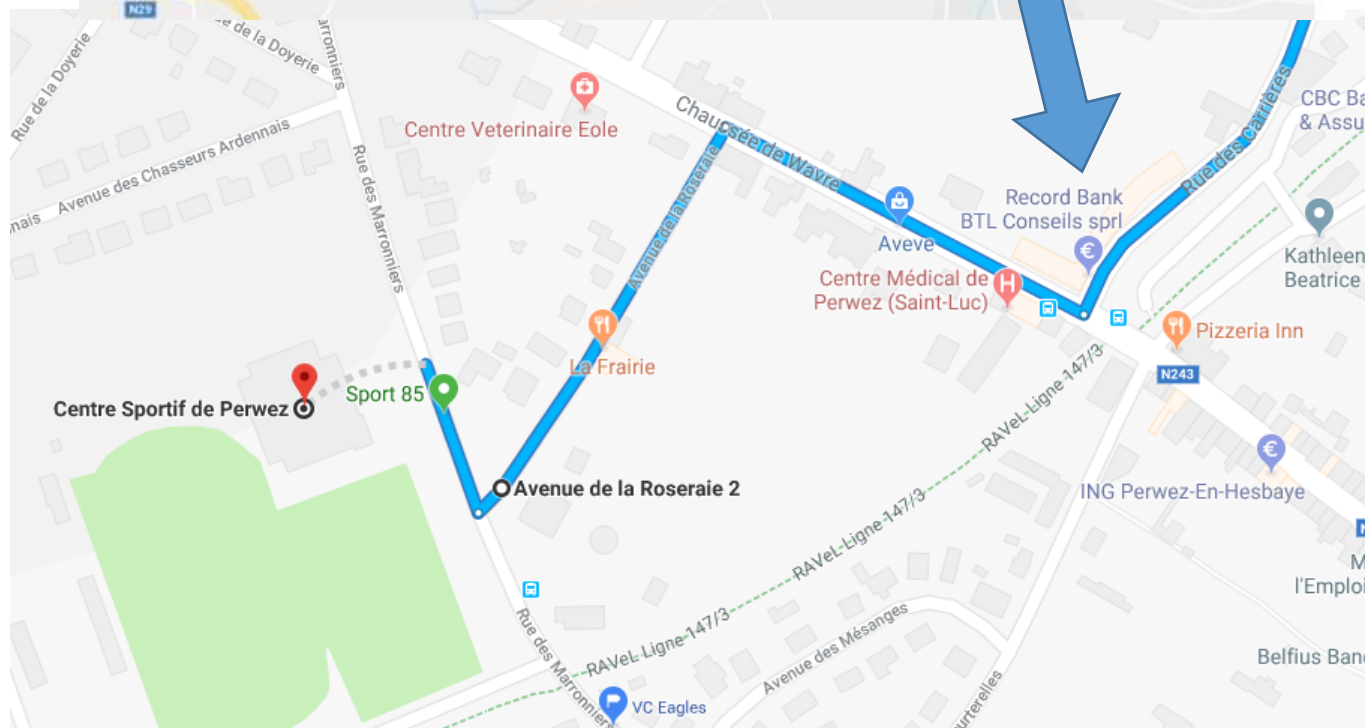 N29
Rue de la Doyerie
Rue de la Doyerie
Marronniers
CBC Ba
& Assu
Centre Veterinaire Eole
Chaussée de Wavre
Rue des Carrières
Avenue des Chasseurs Ardennais
nais
Rue des Marronniers
Avenue de la Roseraie
Record Bank
BTL Conseils sprl
Aveve
Kathleen
Beatrice
Centre Médical de
Perwez (Saint-Luc)
Pizzeria Inn
La Frairie
N243
RAVeL Ligne 147/3
Centre Sportif de Perwez
Sport 85
Avenue de la Roseraie 2
ING Perwez-En-Hesbaye
RAVeL Ligne 147/3
M
l'Emploi
Rue des Marronniers
RAVeL Ligne 147/3
Avenue des Mésanges
urterelles
Belfius Banq
VC Eagles